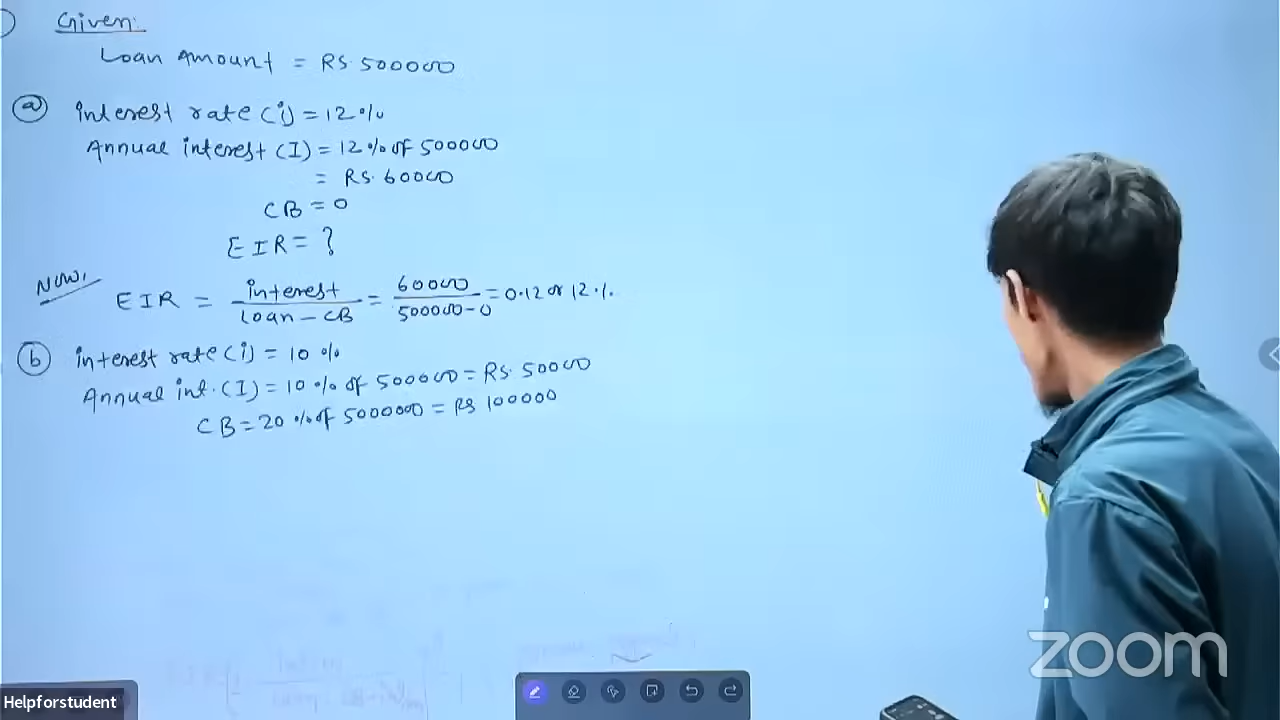 Given:
Loan Amount = RS. 500000
(a) Interest rate (i) = 12%
Annual interest (I) = 12% of 500000
= RS. 60000
CB = 0
EIR = ?
Now,
EIR = interest / Loan - CB = 60000 / 500000-0 = 0.12 or 12%
(b) interest rate (i) = 10%
Annual int. (I) = 10% of 500000 = RS. 50000
CB = 20% of 5000000 = RS 100000
zoom
Helpforstudent